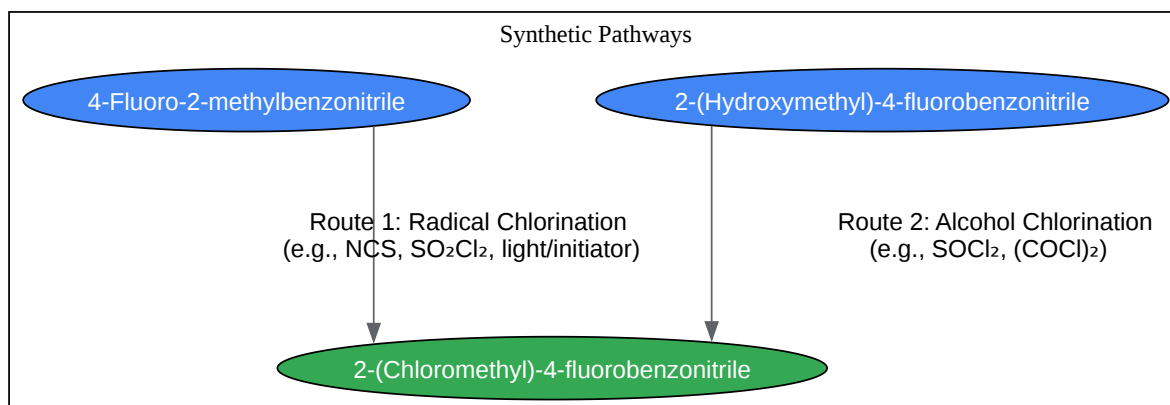 Synthetic Pathways
4-Fluoro-2-methylbenzonitrile
2-(Hydroxymethyl)-4-fluorobenzonitrile
Route 1: Radical Chlorination
(e.g., NCS, SO₂Cl₂, light/initiator)
Route 2: Alcohol Chlorination
(e.g., SOCl₂, (COCl)₂)
2-(Chloromethyl)-4-fluorobenzonitrile